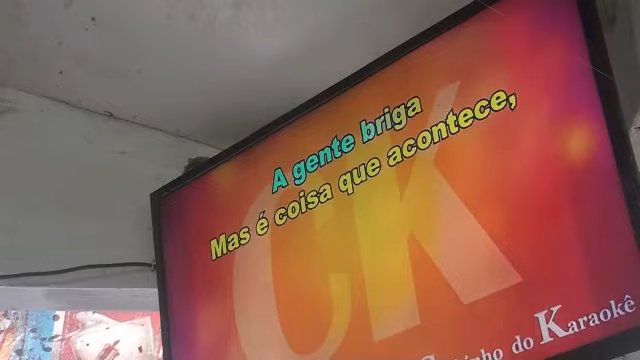 A gente briga
Mas é coisa que acontece,
CK
do Karaokê